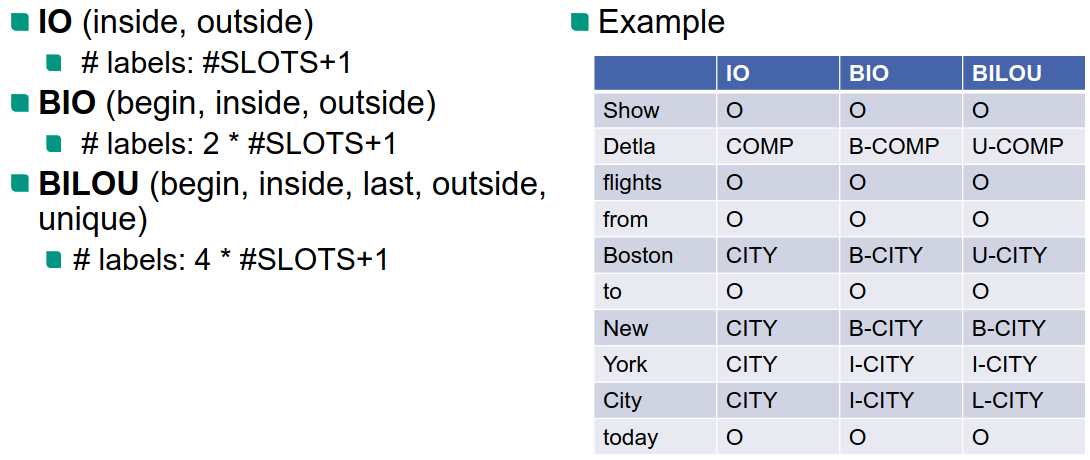 IO (inside, outside)
# labels: #SLOTS+1
BIO (begin, inside, outside)
# labels: 2 * #SLOTS+1
BILOU (begin, inside, last, outside,
unique)
# labels: 4 * #SLOTS+1
Example
IO BIO BILOU
Show O O O
Detla COMP B-COMP U-COMP
flights O O O
from O O O
Boston CITY B-CITY U-CITY
to O O O
New CITY B-CITY B-CITY
York CITY I-CITY I-CITY
City CITY I-CITY L-CITY
today O O O